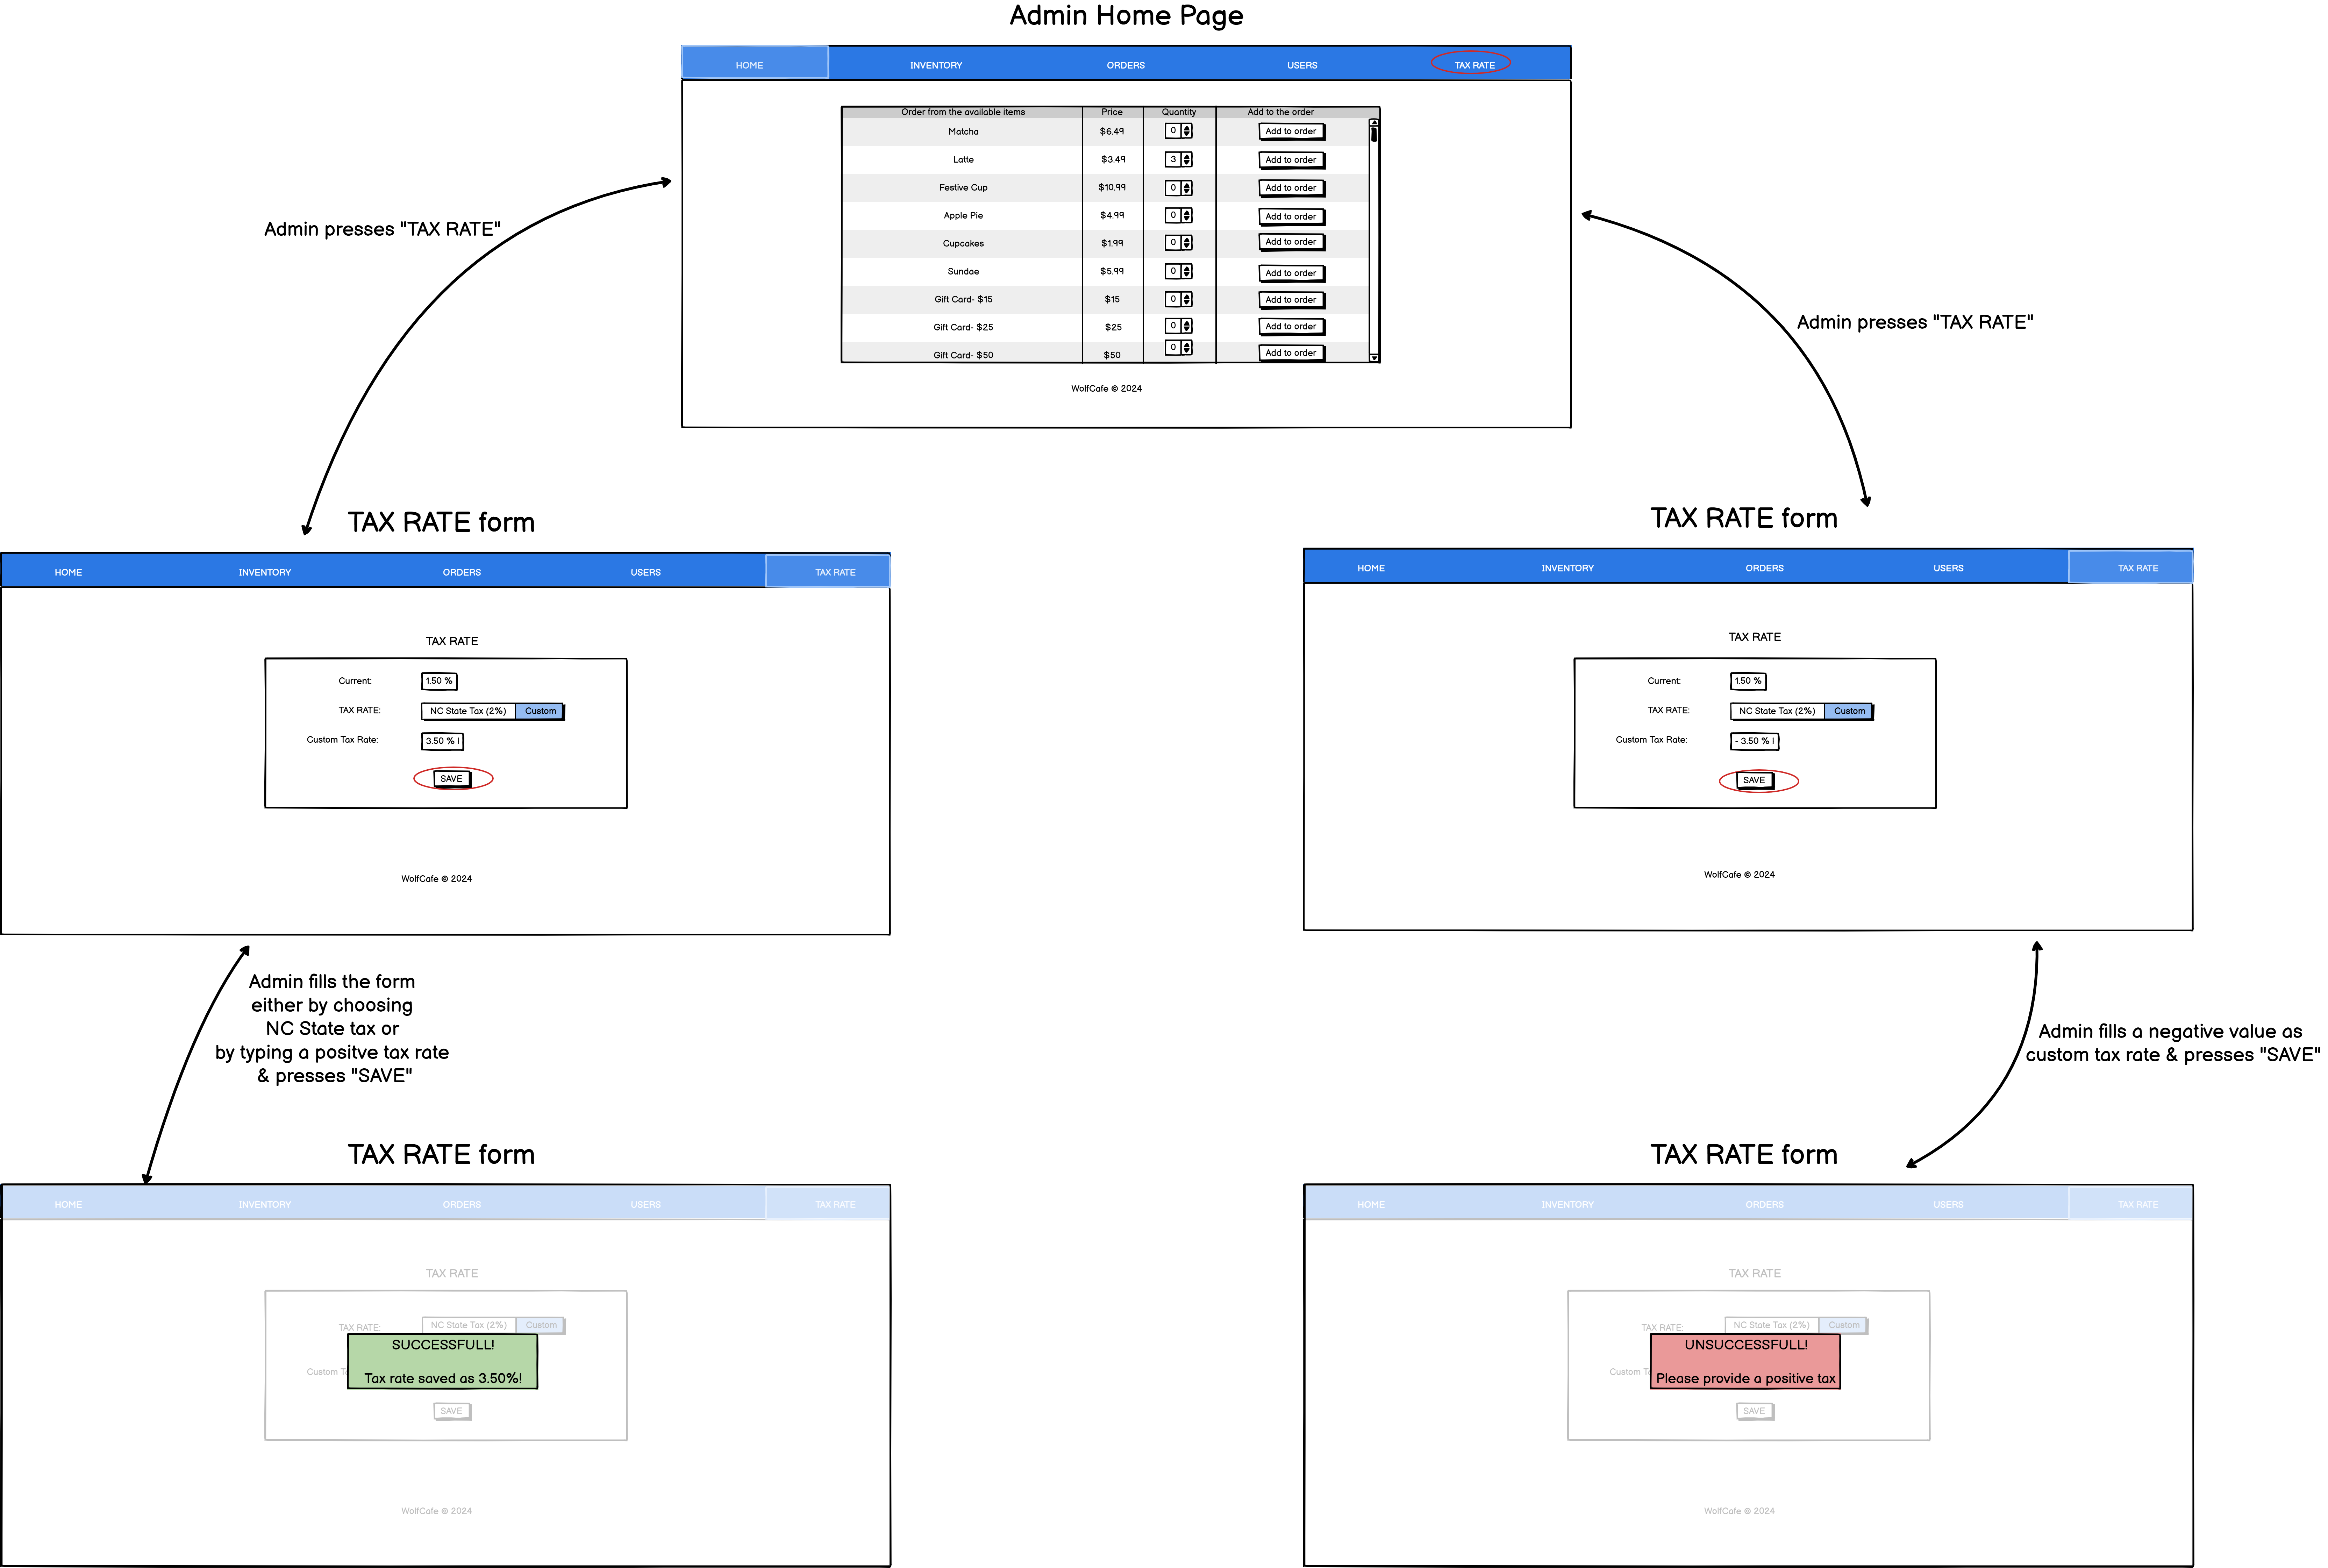 Admin Home Page
HOME INVENTORY ORDERS USERS TAX RATE
Order from the available items Price Quantity Add to the order
Matcha $6.49 0 Add to order
Latte $3.49 3 Add to order
Festive Cup $10.99 0 Add to order
Apple Pie $4.99 0 Add to order
Cupcakes $1.99 0 Add to order
Sundae $5.99 0 Add to order
Gift Card- $15 $15 0 Add to order
Gift Card- $25 $25 0 Add to order
Gift Card- $50 $50 0 Add to order
WolfCafe © 2024
Admin presses "TAX RATE"
Admin presses "TAX RATE"
TAX RATE form
HOME INVENTORY ORDERS USERS TAX RATE
TAX RATE
Current: 1.50 %
TAX RATE: NC State Tax (2%) Custom
Custom Tax Rate: 3.50 % |
SAVE
WolfCafe © 2024
TAX RATE form
HOME INVENTORY ORDERS USERS TAX RATE
TAX RATE
Current: 1.50 %
TAX RATE: NC State Tax (2%) Custom
Custom Tax Rate: - 3.50 % |
SAVE
WolfCafe © 2024
Admin fills the form
either by choosing
NC State tax or
by typing a positve tax rate
& presses "SAVE"
Admin fills a negative value as
custom tax rate & presses "SAVE"
TAX RATE form
HOME INVENTORY ORDERS USERS TAX RATE
TAX RATE
TAX RATE: NC State Tax (2%) Custom
SUCCESSFULL!
Custom T
Tax rate saved as 3.50%!
SAVE
WolfCafe © 2024
TAX RATE form
HOME INVENTORY ORDERS USERS TAX RATE
TAX RATE
TAX RATE: NC State Tax (2%) Custom
UNSUCCESSFULL!
Custom T
Please provide a positive tax
SAVE
WolfCafe © 2024